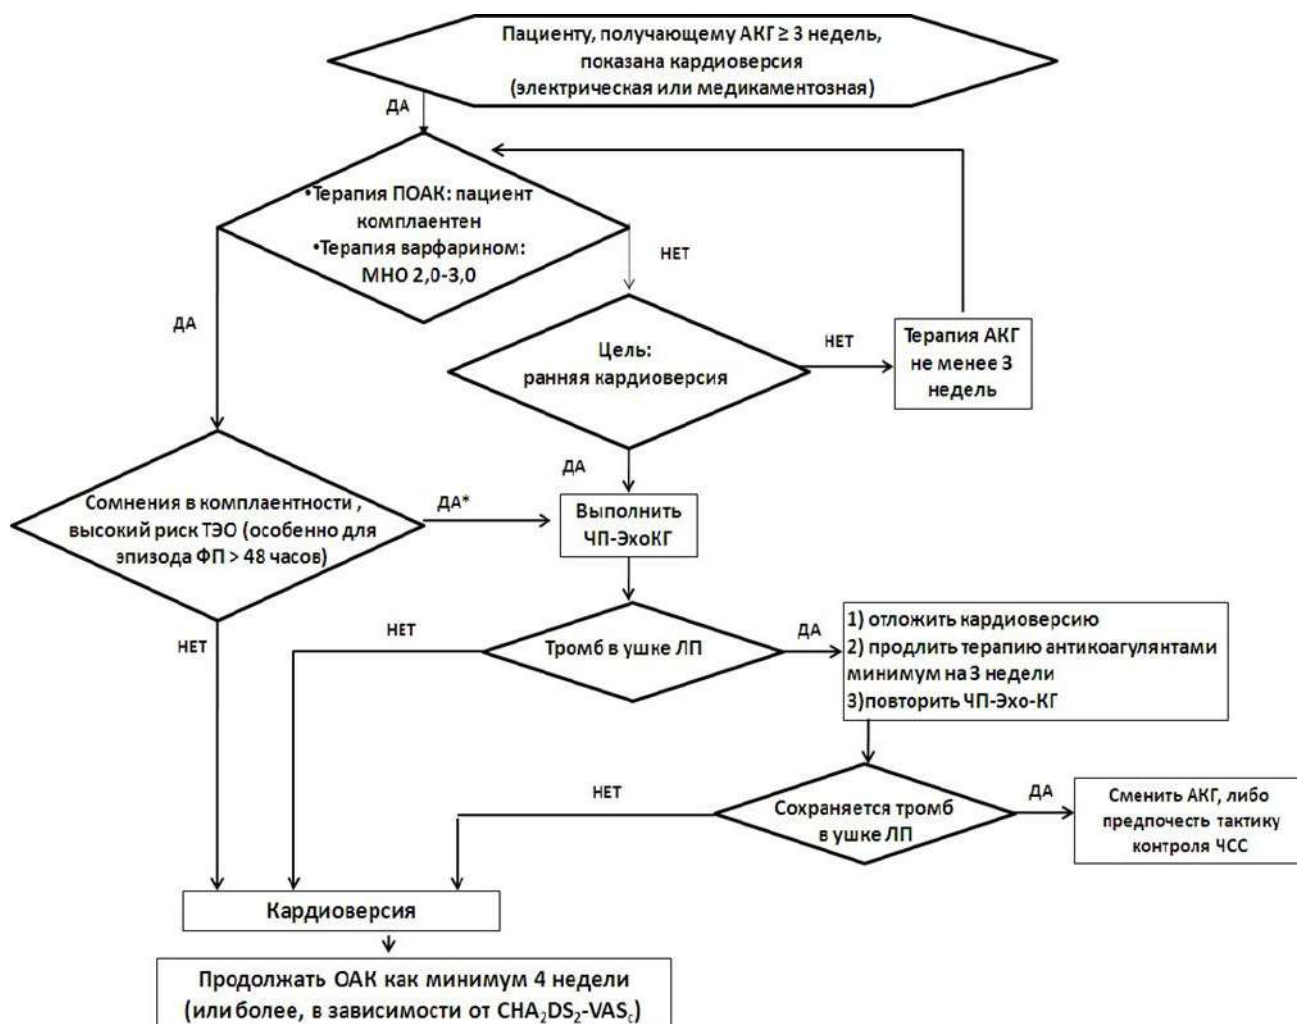 Пациенту, получающему АКГ ≥ 3 недель,
показана кардиоверсия
(электрическая или медикаментозная)
ДА
•Терапия ПОАК: пациент
комплаентен
•Терапия варфарином:
МНО 2,0-3,0
НЕТ
ДА
Цель:
ранняя кардиоверсия
НЕТ
Терапия АКГ
не менее 3
недель
ДА
Сомнения в комплаентности ,
высокий риск ТЭО (особенно для
эпизода ФП > 48 часов)
ДА*
Выполнить
ЧП-ЭхоКГ
НЕТ
НЕТ
Тромб в ушке ЛП
ДА
1) отложить кардиоверсию
2) продлить терапию антикоагулянтами
минимум на 3 недели
3)повторить ЧП-Эхо-КГ
НЕТ
Сохраняется тромб
в ушке ЛП
ДА
Сменить АКГ, либо
предпочесть тактику
контроля ЧСС
Кардиоверсия
Продолжать ОАК как минимум 4 недели
(или более, в зависимости от CHA₂DS₂-VASc)